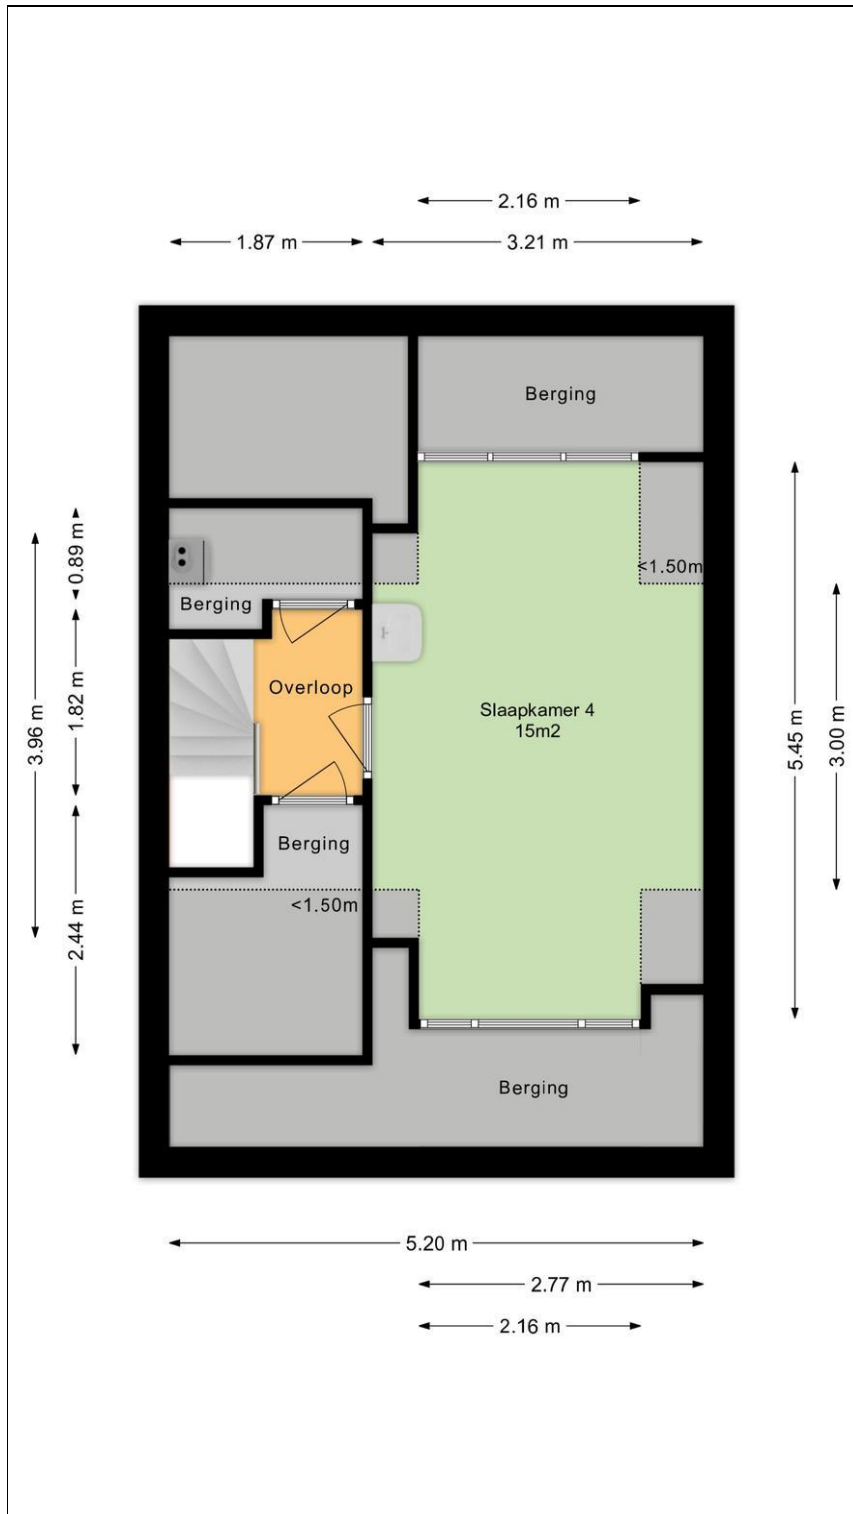 2.16 m
1.87 m
3.21 m
Berging
0.89 m
<1.50m
Berging
Overloop
1.82 m
3.96 m
Slaapkamer 4
15m2
5.45 m
3.00 m
Berging
<1.50m
2.44 m
Berging
5.20 m
2.77 m
2.16 m